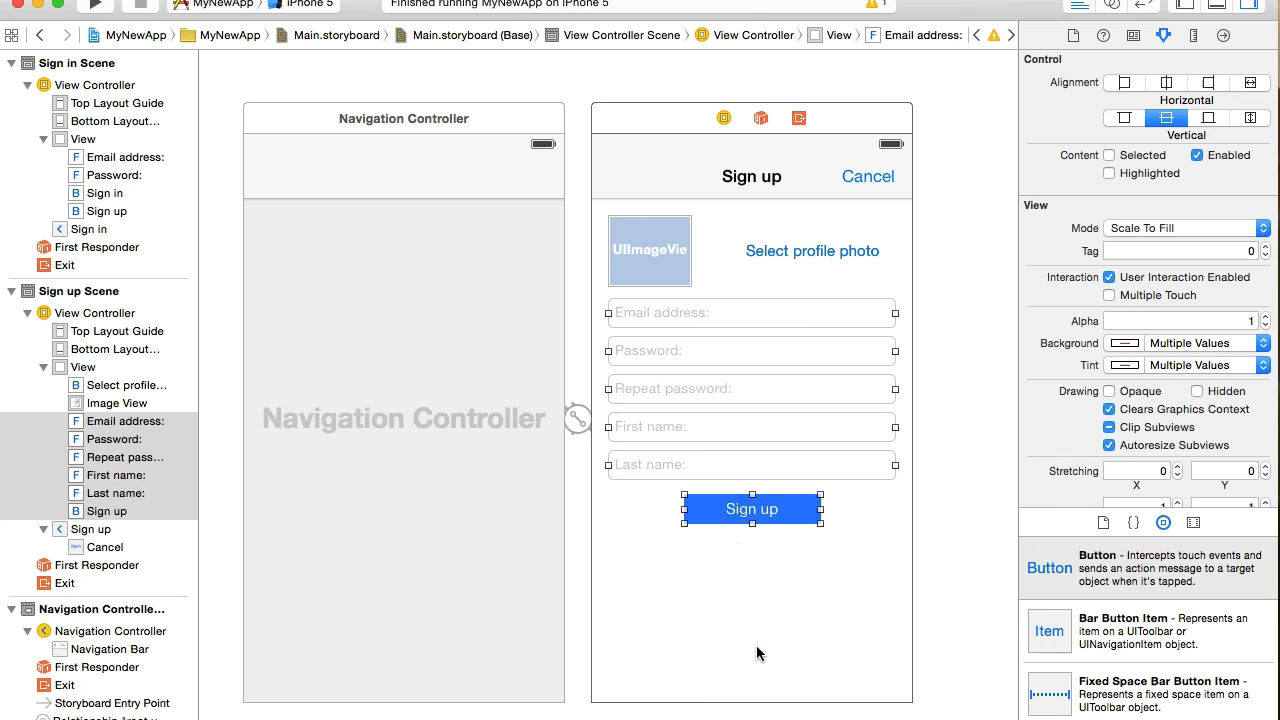 MyNewApp iPhone 5 Finished running MyNewApp on iPhone 5 1
MyNewApp MyNewApp Main.storyboard Main.storyboard (Base) View Controller Scene View Controller View F Email address:
Sign in Scene
View Controller
Top Layout Guide
Bottom Layout...
View
F Email address:
F Password:
B Sign in
B Sign up
Sign in
First Responder
Exit
Sign up Scene
View Controller
Top Layout Guide
Bottom Layout...
View
B Select profile...
Image View
F Email address:
F Password:
F Repeat pass...
F First name:
F Last name:
B Sign up
Sign up
Cancel
First Responder
Exit
Navigation Controlle...
Navigation Controller
Navigation Bar
First Responder
Exit
Storyboard Entry Point
Navigation Controller
Navigation Controller
Sign up Cancel
UIImageVie
Select profile photo
Email address:
Password:
Repeat password:
First name:
Last name:
Sign up
Control
Alignment
Horizontal
Vertical
Content Selected Enabled
Highlighted
View
Mode Scale To Fill
Tag 0
Interaction User Interaction Enabled
Multiple Touch
Alpha 1
Background Multiple Values
Tint Multiple Values
Drawing Opaque Hidden
Clears Graphics Context
Clip Subviews
Autoresize Subviews
Stretching 0 0
X Y
{}
Button
Button - Intercepts touch events and
sends an action message to a target
object when it's tapped.
Item
Bar Button Item - Represents an
item on a UIToolbar or
UINavigationItem object.
Fixed Space Bar Button Item -
Represents a fixed space item on a
UIToolbar object.